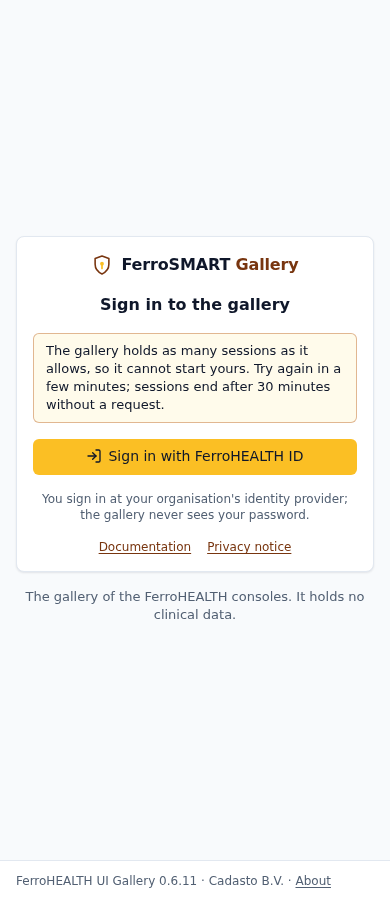 FerroSMART Gallery
Sign in to the gallery
The gallery holds as many sessions as it
allows, so it cannot start yours. Try again in a
few minutes; sessions end after 30 minutes
without a request.
Sign in with FerroHEALTH ID
You sign in at your organisation's identity provider;
the gallery never sees your password.
Documentation Privacy notice
The gallery of the FerroHEALTH consoles. It holds no
clinical data.
FerroHEALTH UI Gallery 0.6.11 · Cadasto B.V. · About